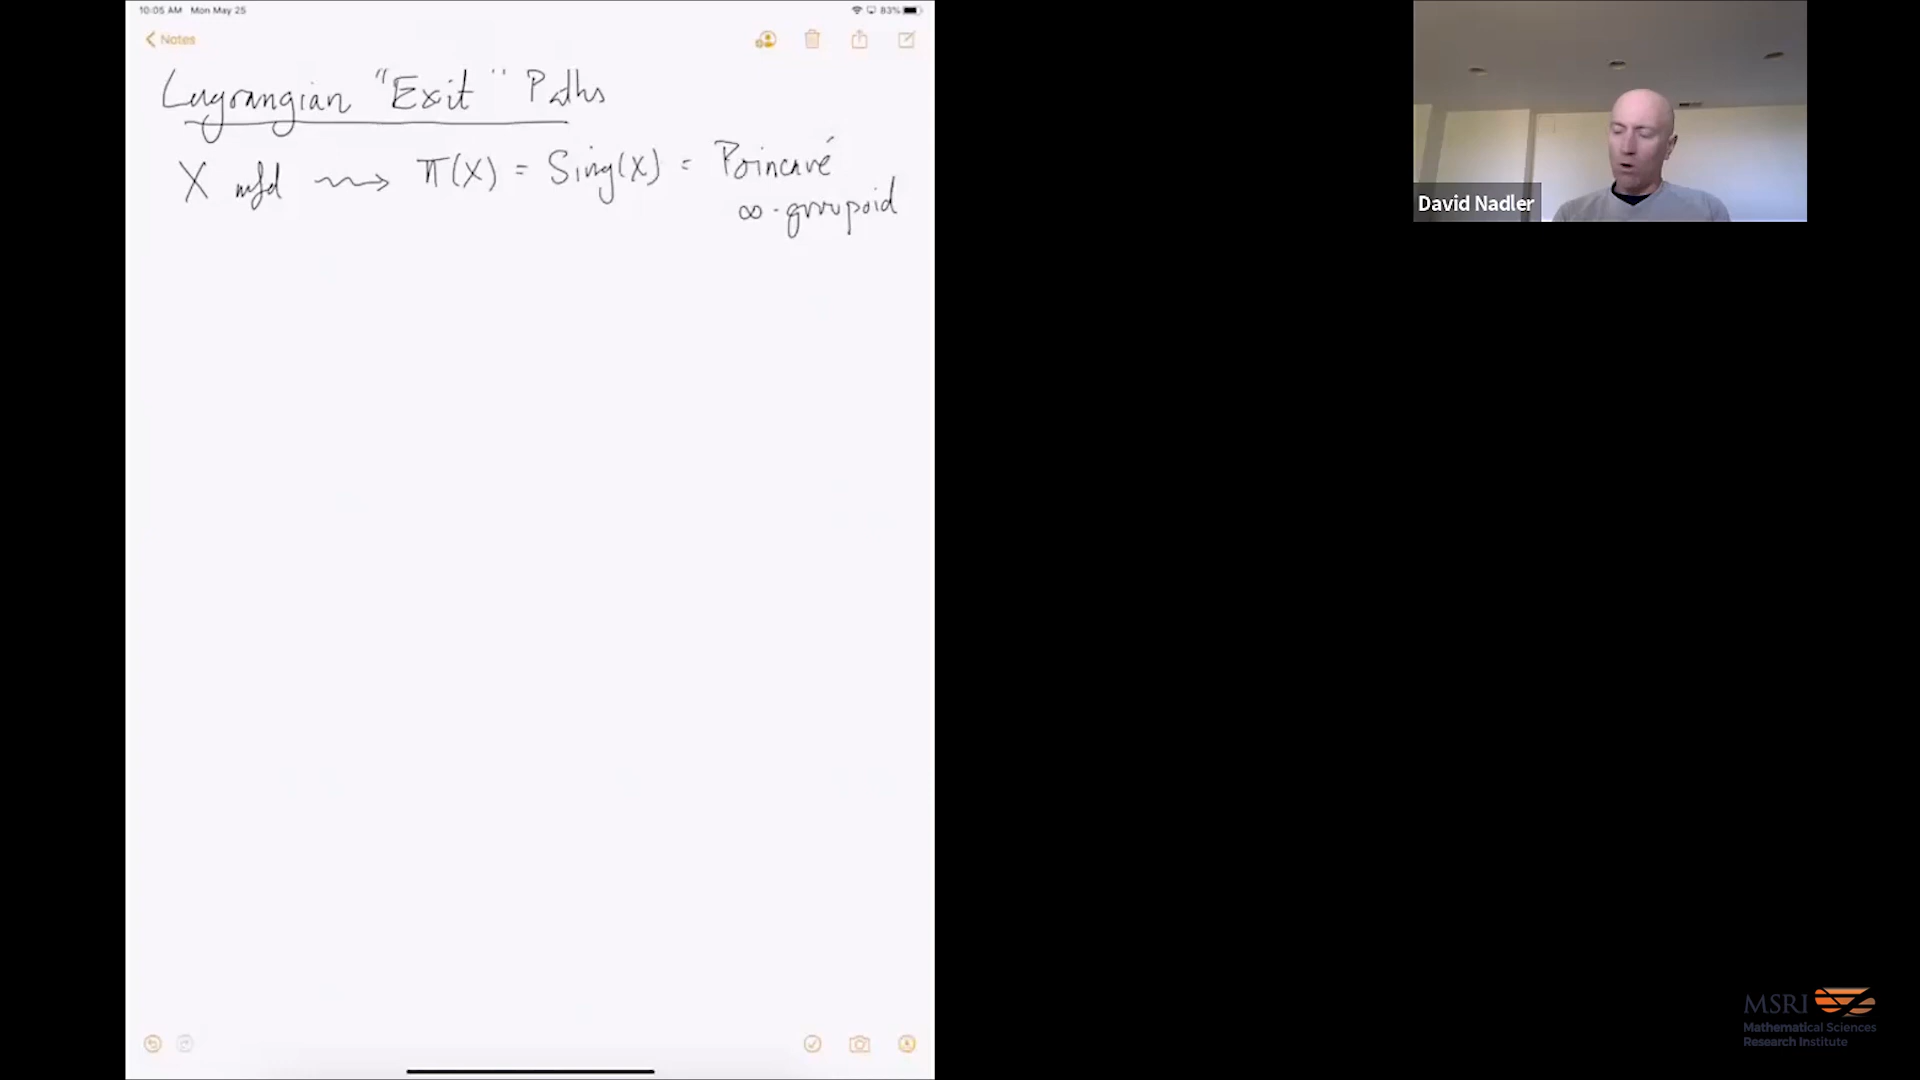 10:05 AM Mon May 25
83%
Notes
Lagrangian "Exit" Paths
X mfd ⇝ π(X) = Sing(X) = Poincaré
∞-groupoid
David Nadler
MSRI
Mathematical Sciences
Research Institute